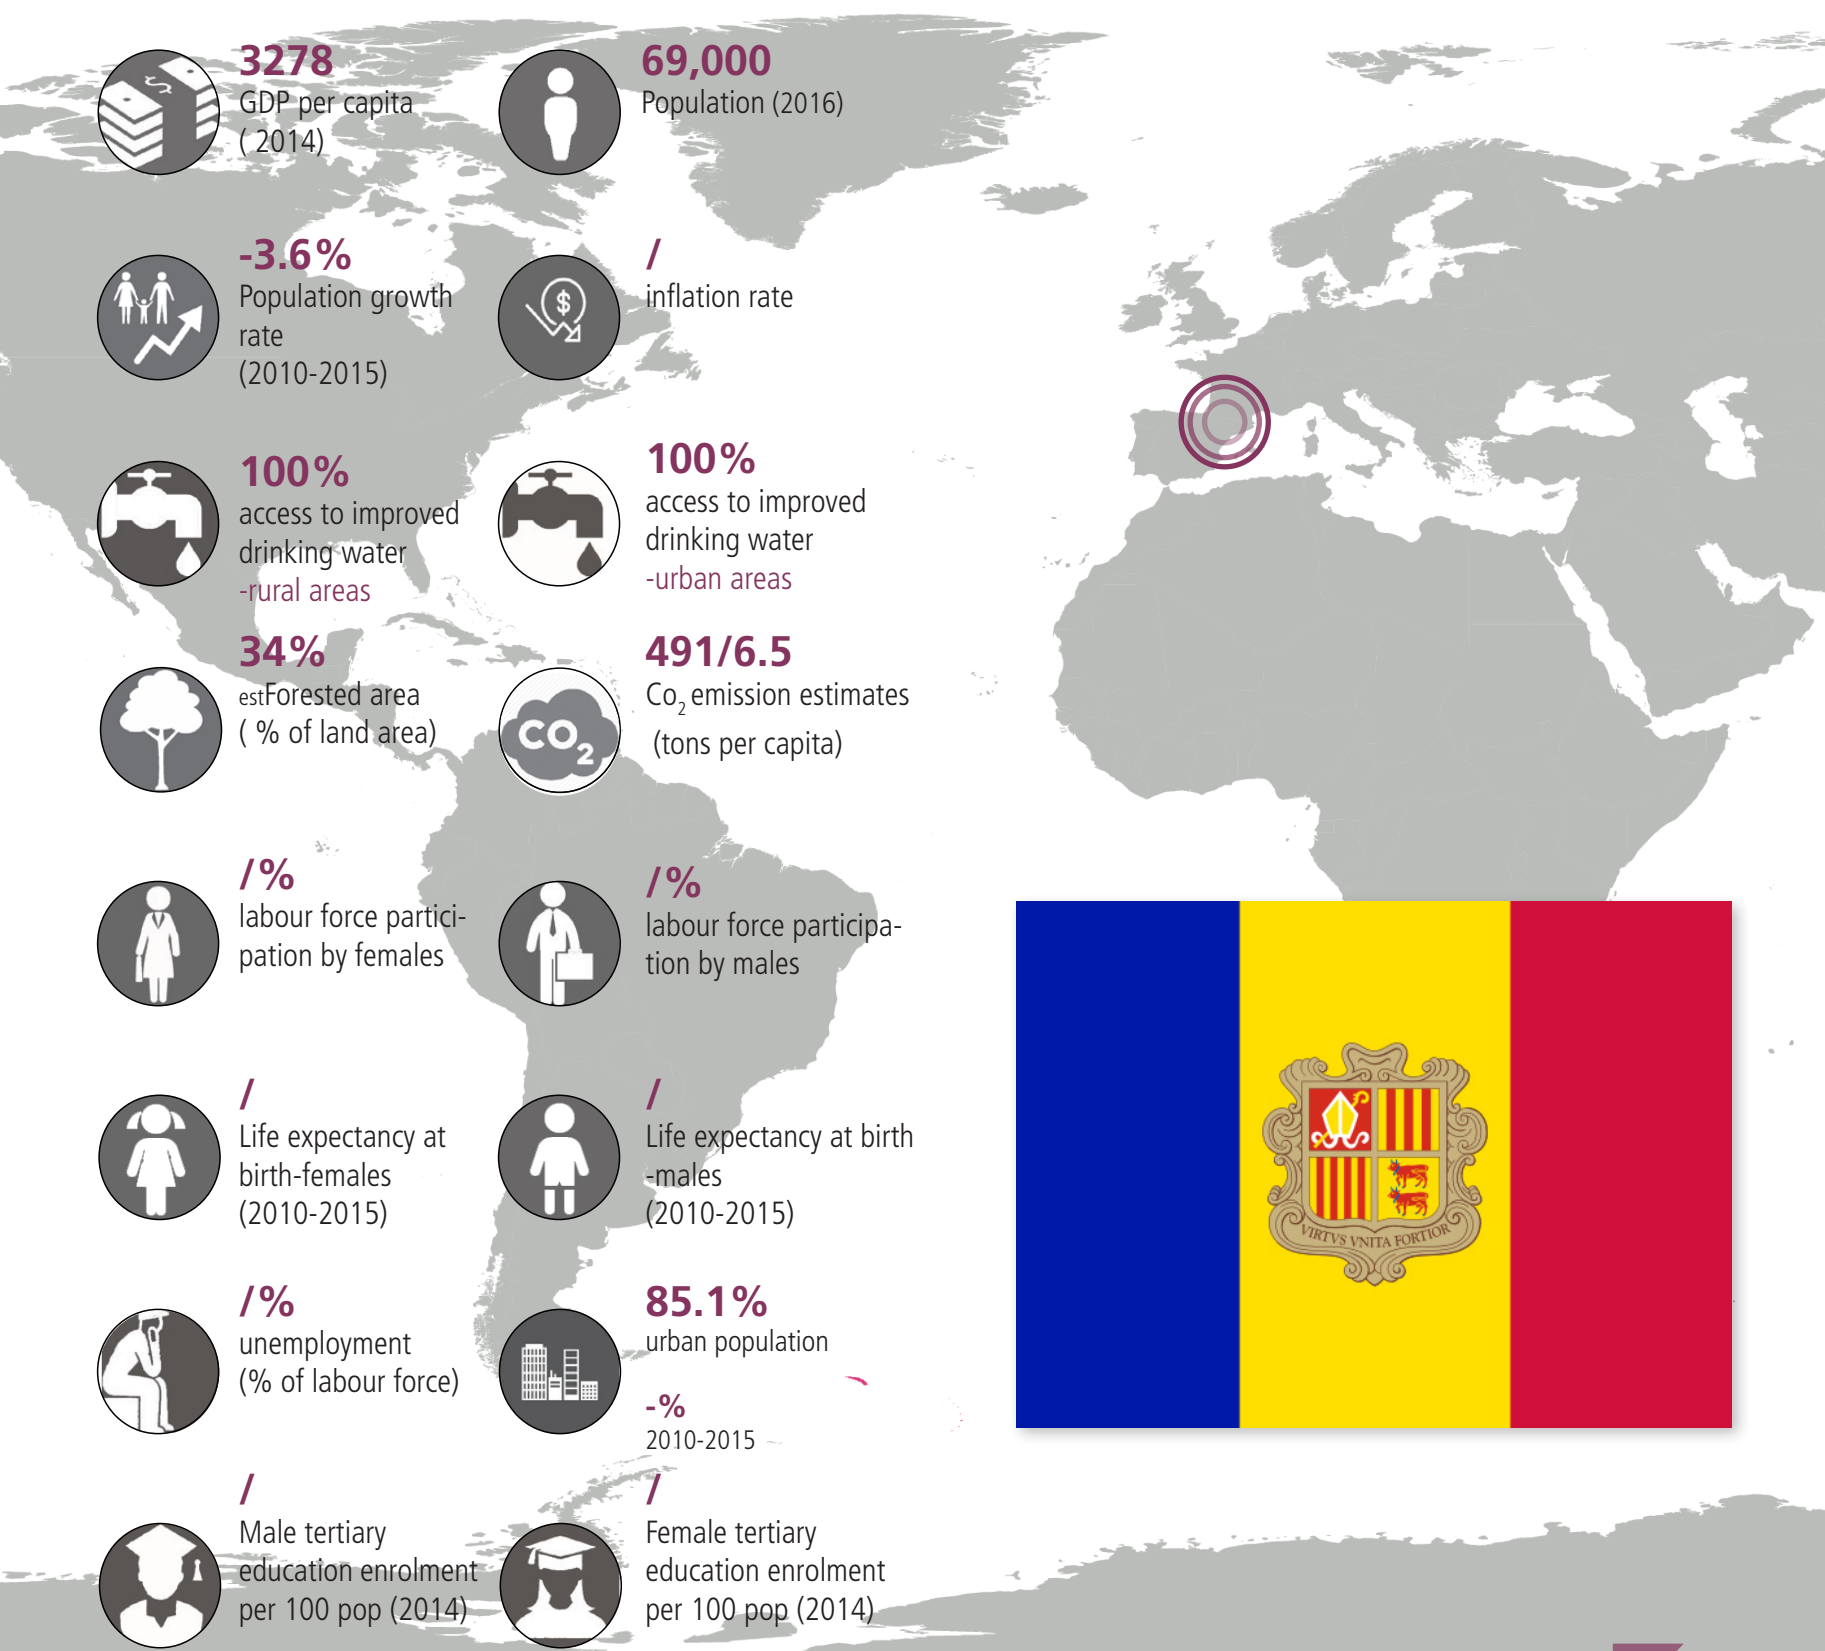 3278
GDP per capita
( 2014)
69,000
Population (2016)
-3.6%
Population growth
rate
(2010-2015)
/
inflation rate
100%
access to improved
drinking water
-rural areas
100%
access to improved
drinking water
-urban areas
34%
estForested area
( % of land area)
CO2
491/6.5
Co2 emission estimates
(tons per capita)
/%
labour force partici-
pation by females
/%
labour force participa-
tion by males
/
Life expectancy at
birth-females
(2010-2015)
/
Life expectancy at birth
-males
(2010-2015)
/%
unemployment
(% of labour force)
85.1%
urban population
-%
2010-2015
/
Male tertiary
education enrolment
per 100 pop (2014)
/
Female tertiary
education enrolment
per 100 pop (2014)
VIRTVS VNITA FORTIOR